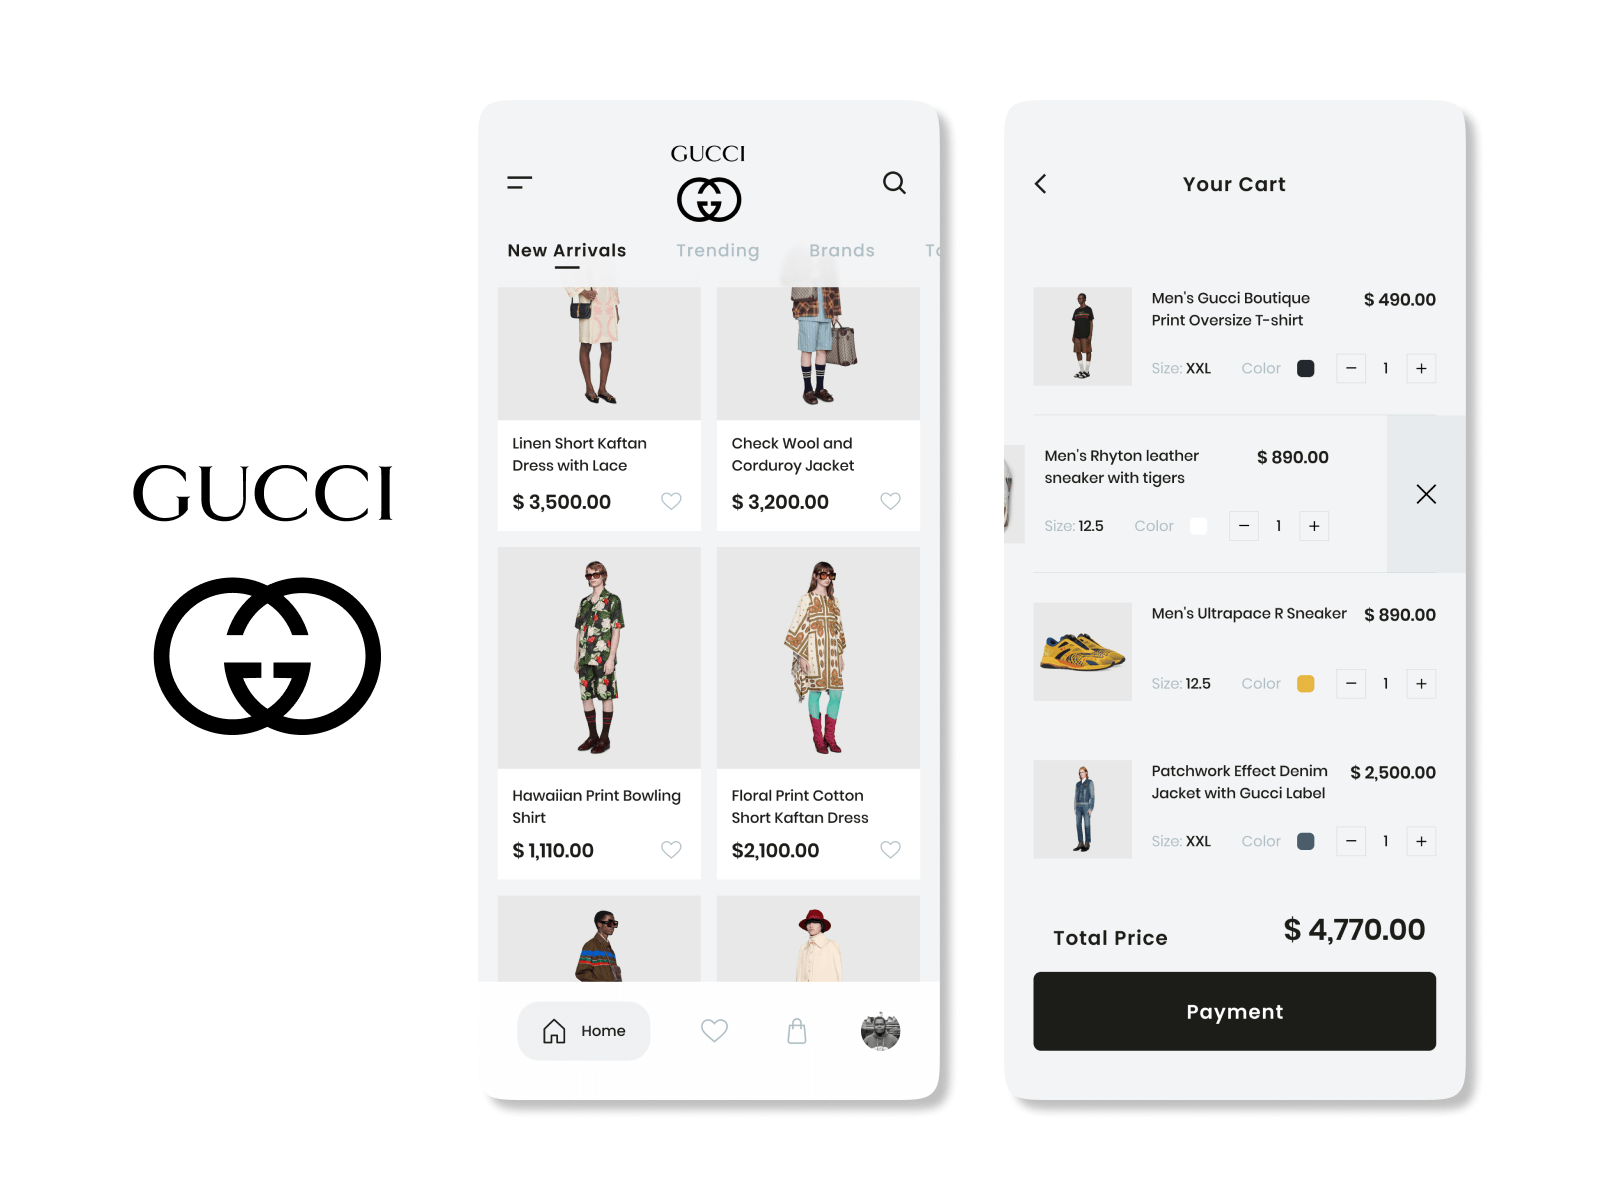 GUCCI
GUCCI
New Arrivals Trending Brands
Linen Short Kaftan
Dress with Lace
$ 3,500.00
Check Wool and
Corduroy Jacket
$ 3,200.00
Hawaiian Print Bowling
Shirt
$ 1,110.00
Floral Print Cotton
Short Kaftan Dress
$2,100.00
Home
Your Cart
Men's Gucci Boutique
Print Oversize T-shirt
$ 490.00
Size: XXL Color − 1 +
Men's Rhyton leather
sneaker with tigers
$ 890.00
Size: 12.5 Color − 1 +
Men's Ultrapace R Sneaker
$ 890.00
Size: 12.5 Color − 1 +
Patchwork Effect Denim
Jacket with Gucci Label
$ 2,500.00
Size: XXL Color − 1 +
Total Price $ 4,770.00
Payment